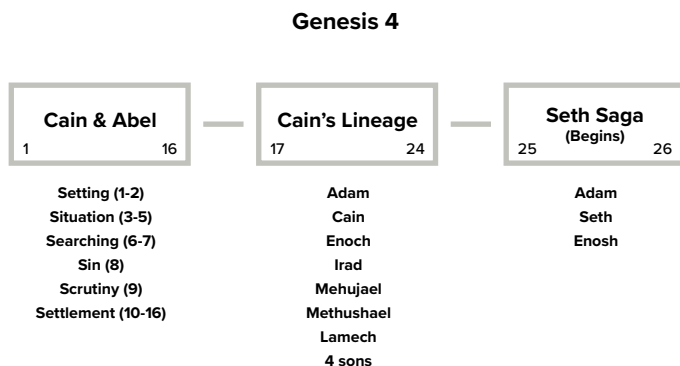 Genesis 4
Cain & Abel
1 16
Setting (1-2)
Situation (3-5)
Searching (6-7)
Sin (8)
Scrutiny (9)
Settlement (10-16)
Cain's Lineage
17 24
Adam
Cain
Enoch
Irad
Mehujael
Methushael
Lamech
4 sons
Seth Saga
(Begins)
25 26
Adam
Seth
Enosh